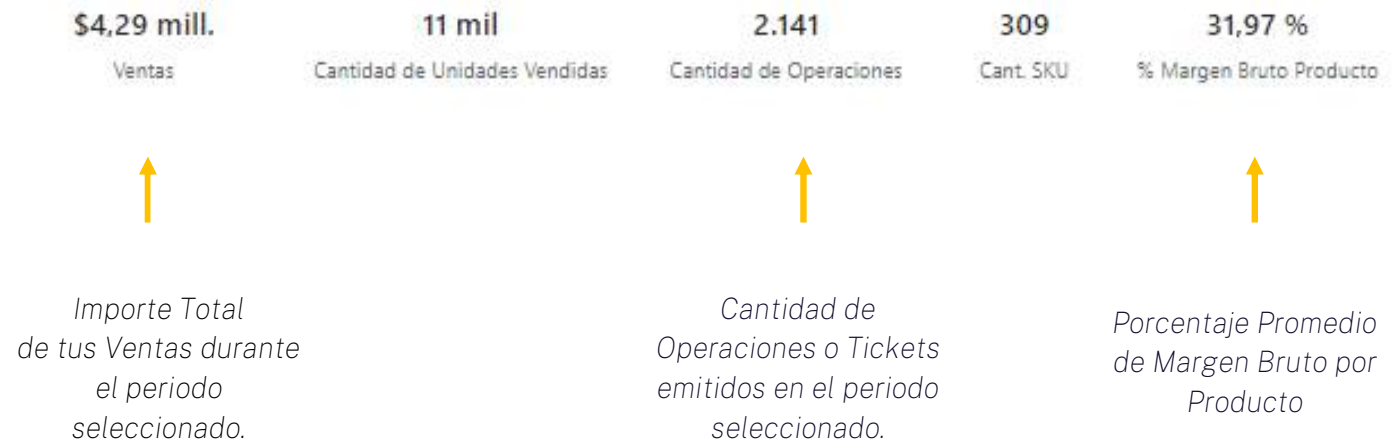 $4,29 mill.
Ventas
11 mil
Cantidad de Unidades Vendidas
2.141
Cantidad de Operaciones
309
Cant. SKU
31,97 %
% Margen Bruto Producto
Importe Total
de tus Ventas durante
el periodo
seleccionado.
Cantidad de
Operaciones o Tickets
emitidos en el periodo
seleccionado.
Porcentaje Promedio
de Margen Bruto por
Producto